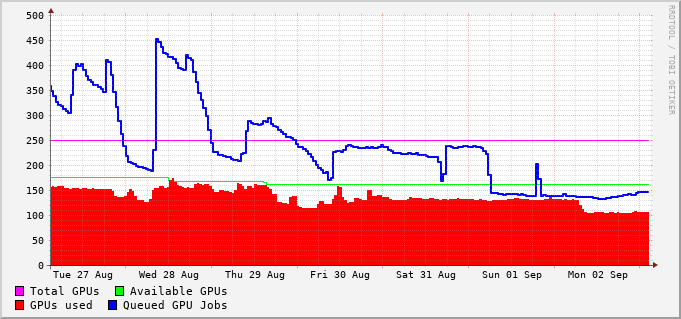 500
450
400
350
300
250
200
150
100
50
0
Tue 27 Aug Wed 28 Aug Thu 29 Aug Fri 30 Aug Sat 31 Aug Sun 01 Sep Mon 02 Sep
Total GPUs Available GPUs
GPUs used Queued GPU Jobs
RRDTOOL / TOBI OETIKER